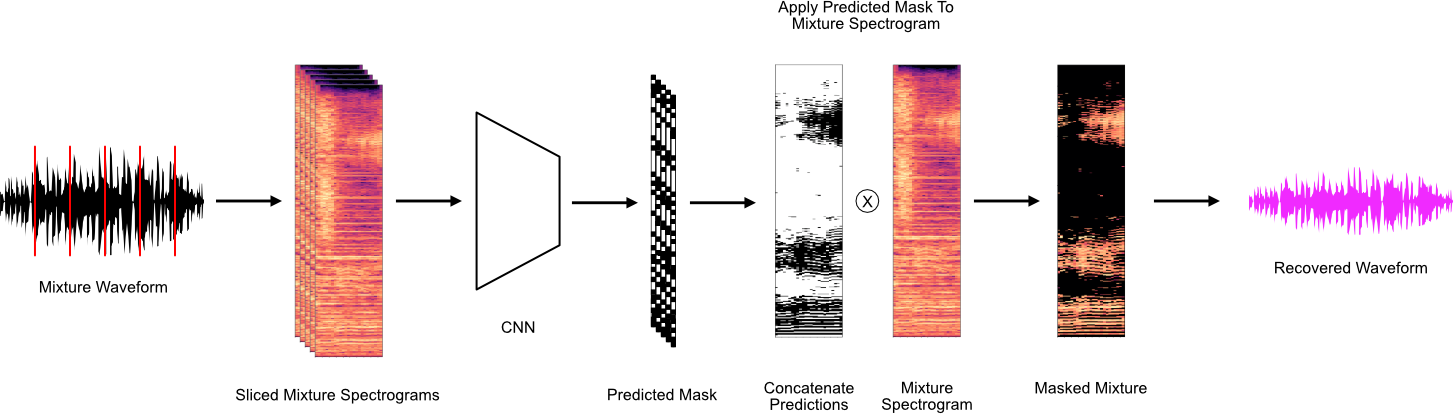 Apply Predicted Mask To
Mixture Spectrogram
X
Mixture Waveform
Recovered Waveform
CNN
Sliced Mixture Spectrograms
Predicted Mask
Concatenate
Predictions
Mixture
Spectrogram
Masked Mixture